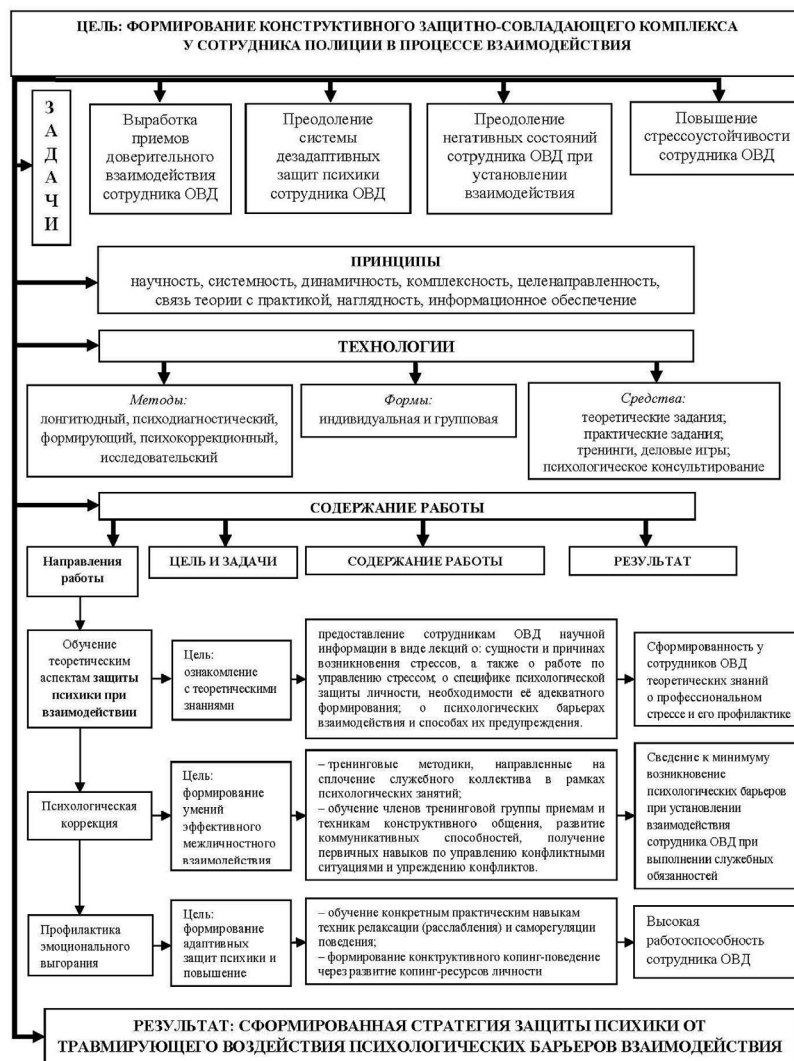 ЦЕЛЬ: ФОРМИРОВАНИЕ КОНСТРУКТИВНОГО ЗАЩИТНО-СОВЛАДАЮЩЕГО КОМПЛЕКСА
У СОТРУДНИКА ПОЛИЦИИ В ПРОЦЕССЕ ВЗАИМОДЕЙСТВИЯ
З
А
Д
А
Ч
И
Выработка
приемов
доверительного
взаимодействия
сотрудника ОВД
Преодоление
системы
дезадаптивных
защит психики
сотрудника ОВД
Преодоление
негативных состояний
сотрудника ОВД при
установлении
взаимодействия
Повышение
стрессоустойчивости
сотрудника ОВД
ПРИНЦИПЫ
научность, системность, динамичность, комплексность, целенаправленность,
связь теории с практикой, наглядность, информационное обеспечение
ТЕХНОЛОГИИ
Методы:
лонгитюдный, психодиагностический,
формирующий, психокоррекционный,
исследовательский
Формы:
индивидуальная и групповая
Средства:
теоретические задания;
практические задания;
тренинги, деловые игры;
психологическое консультирование
СОДЕРЖАНИЕ РАБОТЫ
Направления
работы
ЦЕЛЬ И ЗАДАЧИ
СОДЕРЖАНИЕ РАБОТЫ
РЕЗУЛЬТАТ
Обучение
теоретическим
аспектам защиты
психики при
взаимодействии
Цель:
ознакомление
с теоретическими
знаниями
предоставление сотрудникам ОВД научной
информации в виде лекций о: сущности и причинах
возникновения стрессов, а также о работе по
управлению стрессом; о специфике психологической
защиты личности, необходимости её адекватного
формирования; о психологических барьерах
взаимодействия и способах их предупреждения.
Сформированность у
сотрудников ОВД
теоретических знаний
о профессиональном
стрессе и его профилактике
Психологическая
коррекция
Цель:
формирование
умений
эффективного
межличностного
взаимодействия
– тренинговые методики, направленные на
сплочение служебного коллектива в рамках
психологических занятий;
– обучение членов тренинговой группы приемам и
техникам конструктивного общения, развитие
коммуникативных способностей, получение
первичных навыков по управлению конфликтными
ситуациями и упреждению конфликтов.
Сведение к минимуму
возникновение
психологических барьеров
при установлении
взаимодействия
сотрудника ОВД при
выполнении служебных
обязанностей
Профилактика
эмоционального
выгорания
Цель:
формирование
адаптивных
защит психики и
повышение
– обучение конкретным практическим навыкам
техник релаксации (расслабления) и саморегуляции
поведения;
– формирование конструктивного копинг-поведение
через развитие копинг-ресурсов личности
Высокая
работоспособность
сотрудника ОВД
РЕЗУЛЬТАТ: СФОРМИРОВАННАЯ СТРАТЕГИЯ ЗАЩИТЫ ПСИХИКИ ОТ
ТРАВМИРУЮЩЕГО ВОЗДЕЙСТВИЯ ПСИХОЛОГИЧЕСКИХ БАРЬЕРОВ ВЗАИМОДЕЙСТВИЯ